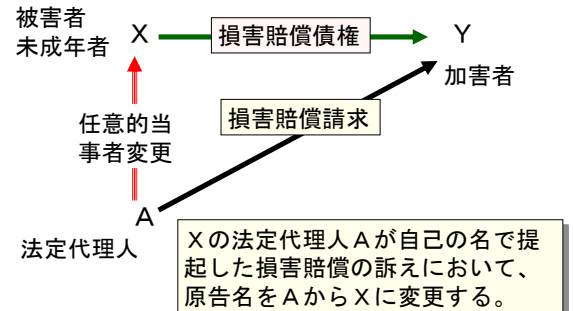 被害者
未成年者
X
損害賠償債権
Y
加害者
任意的当
事者変更
損害賠償請求
A
法定代理人
Xの法定代理人Aが自己の名で提
起した損害賠償の訴えにおいて、
原告名をAからXに変更する。